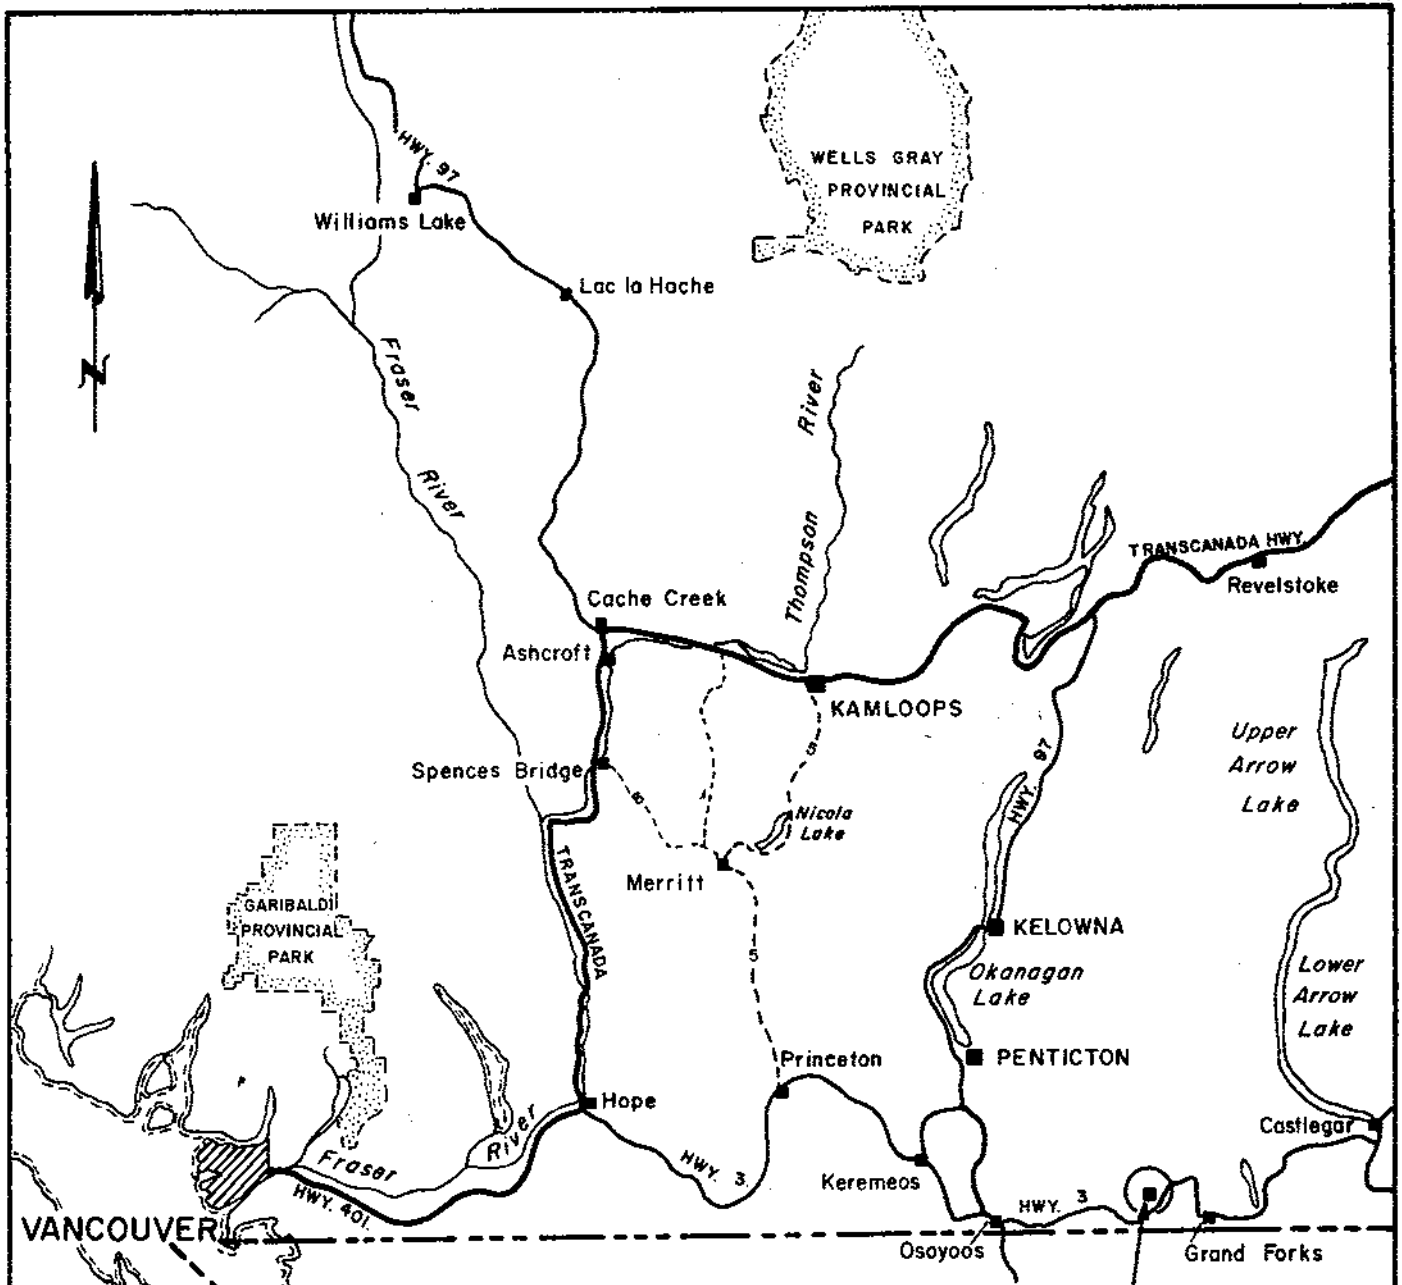 HWY. 97
WELLS GRAY
PROVINCIAL
PARK
Williams Lake
Lac la Hache
N
Fraser
River
River
Thompson
TRANSCANADA HWY.
Revelstoke
Cache Creek
Ashcroft
KAMLOOPS
5
Upper
Arrow
Lake
HWY. 97
Spences Bridge
8
Nicola
Lake
Merritt
TRANSCANADA
GARIBALDI
PROVINCIAL
PARK
KELOWNA
5
Okanagan
Lake
Lower
Arrow
Lake
Princeton
PENTICTON
Hope
Castlegar
Fraser
River
HWY. 3.
Keremeos
HWY. 401.
HWY. 3
VANCOUVER
Osoyoos
Grand Forks